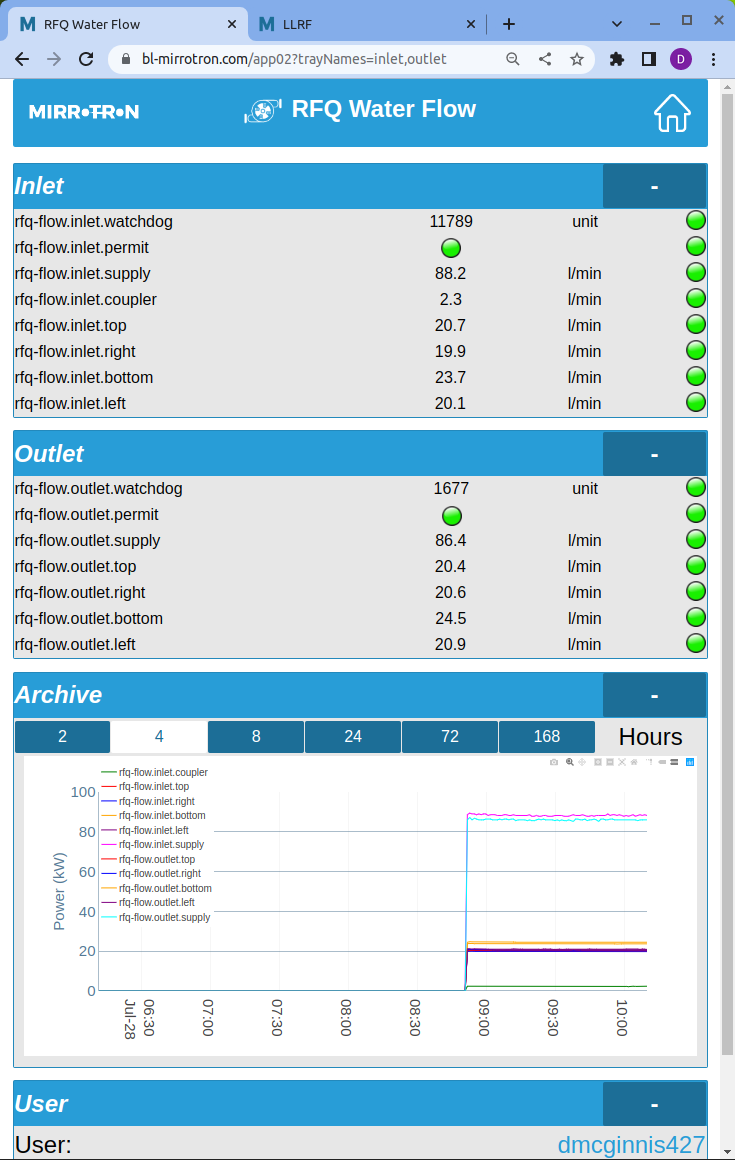 RFQ Water Flow
LLRF
bl-mirrotron.com/app02?trayNames=inlet,outlet
D
MIRROTRON
RFQ Water Flow
Inlet -
rfq-flow.inlet.watchdog 11789 unit
rfq-flow.inlet.permit
rfq-flow.inlet.supply 88.2 l/min
rfq-flow.inlet.coupler 2.3 l/min
rfq-flow.inlet.top 20.7 l/min
rfq-flow.inlet.right 19.9 l/min
rfq-flow.inlet.bottom 23.7 l/min
rfq-flow.inlet.left 20.1 l/min
Outlet -
rfq-flow.outlet.watchdog 1677 unit
rfq-flow.outlet.permit
rfq-flow.outlet.supply 86.4 l/min
rfq-flow.outlet.top 20.4 l/min
rfq-flow.outlet.right 20.6 l/min
rfq-flow.outlet.bottom 24.5 l/min
rfq-flow.outlet.left 20.9 l/min
Archive -
2 4 8 24 72 168 Hours
rfq-flow.inlet.coupler
rfq-flow.inlet.top
rfq-flow.inlet.right
rfq-flow.inlet.bottom
rfq-flow.inlet.left
rfq-flow.inlet.supply
rfq-flow.outlet.top
rfq-flow.outlet.right
rfq-flow.outlet.bottom
rfq-flow.outlet.left
rfq-flow.outlet.supply
Power (kW)
100
80
60
40
20
0
06:30 07:00 07:30 08:00 08:30 09:00 09:30 10:00
Jul-28
User -
User: dmcginnis427